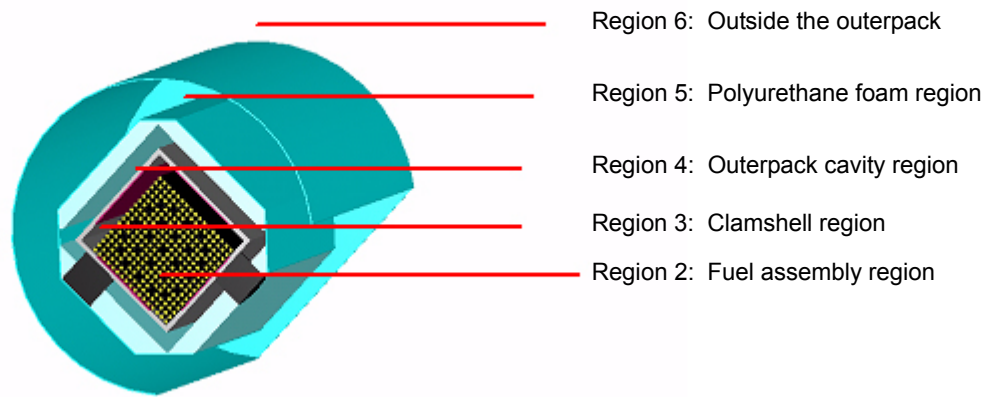 Region 6:  Outside the outerpack
Region 5:  Polyurethane foam region
Region 4:  Outerpack cavity region
Region 3:  Clamshell region
Region 2:  Fuel assembly region